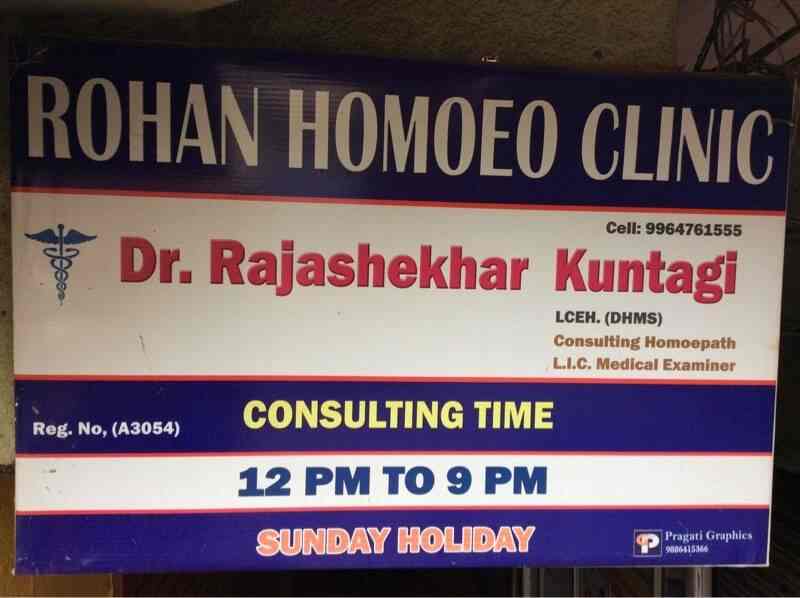 ROHAN HOMOEO CLINIC
Cell: 9964761555
Dr. Rajashekhar Kuntagi
LCEH. (DHMS)
Consulting Homoepath
L.I.C. Medical Examiner
Reg. No, (A3054)
CONSULTING TIME
12 PM TO 9 PM
SUNDAY HOLIDAY
Pragati Graphics
9886415366